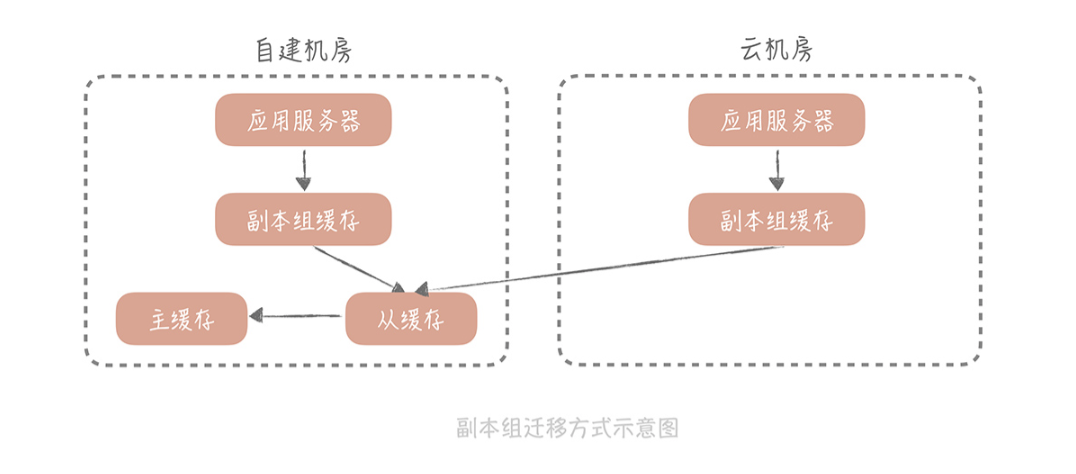 自建机房
云机房
应用服务器
应用服务器
副本组缓存
副本组缓存
主缓存
从缓存
副本组迁移方式示意图